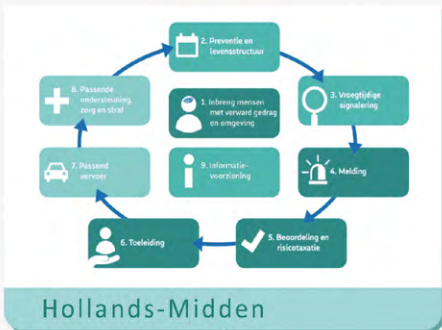 2. Preventie en
levensstructuur
8. Passende
ondersteuning,
zorg en straf
1. Inbreng mensen
met verward gedrag
en omgeving
3. Vroegtijdige
signalering
7. Passend
vervoer
9. Informatie-
voorziening
4. Melding
6. Toeleiding
5. Beoordeling en
risicotaxatie
Hollands-Midden